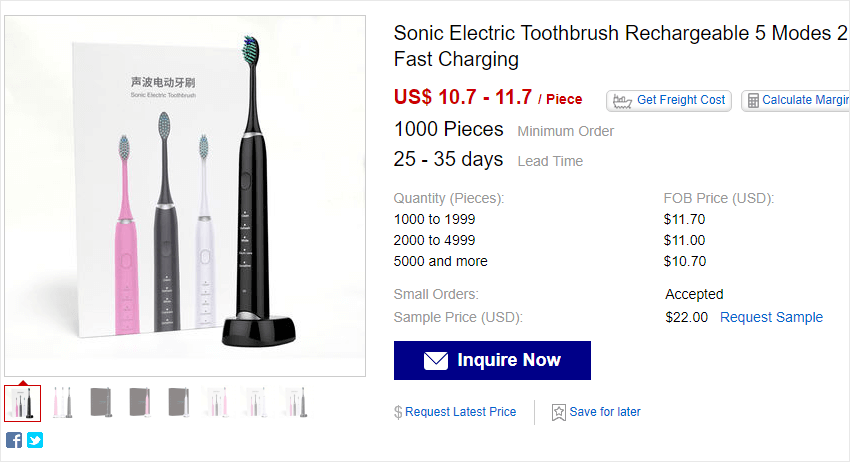 声波电动牙刷
Sonic Electric Toothbrush
Sonic Electric Toothbrush Rechargeable 5 Modes 2
Fast Charging
US$ 10.7 - 11.7 / Piece
Get Freight Cost
Calculate Margin
1000 Pieces Minimum Order
25 - 35 days Lead Time
Quantity (Pieces): FOB Price (USD):
1000 to 1999 $11.70
2000 to 4999 $11.00
5000 and more $10.70
Small Orders: Accepted
Sample Price (USD): $22.00 Request Sample
Inquire Now
$ Request Latest Price
Save for later